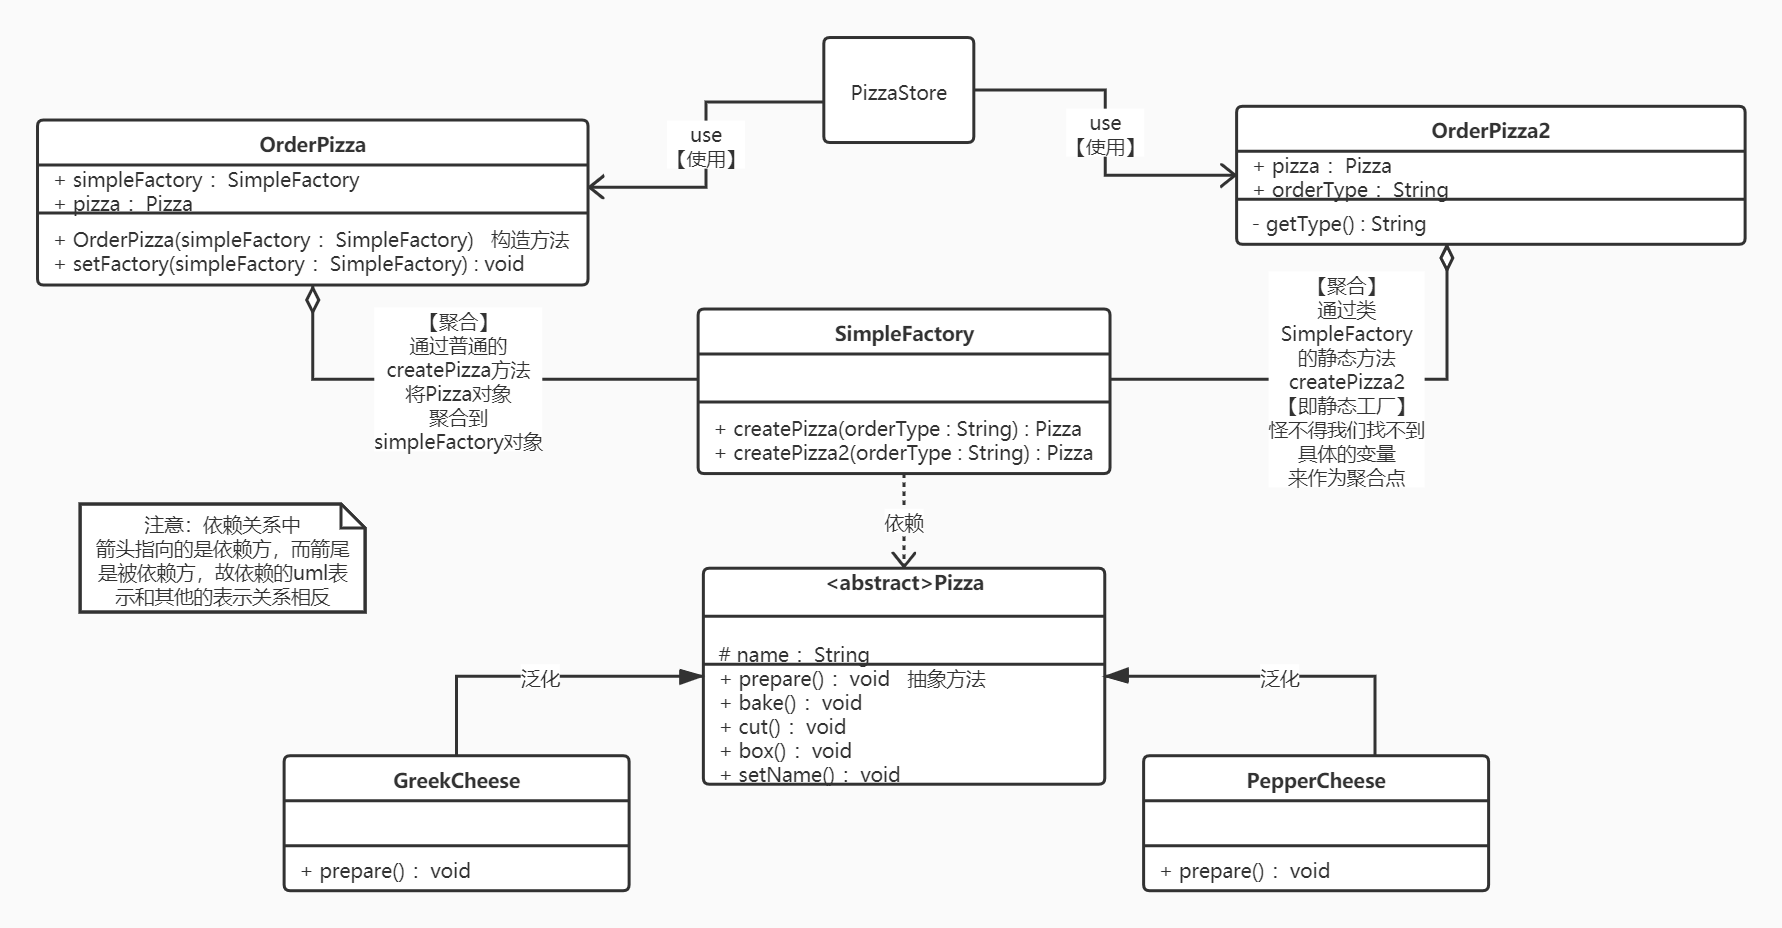 PizzaStore
use
【使用】
use
【使用】
OrderPizza
+ simpleFactory： SimpleFactory
+ pizza： Pizza
+ OrderPizza(simpleFactory： SimpleFactory) 构造方法
+ setFactory(simpleFactory： SimpleFactory) : void
OrderPizza2
+ pizza： Pizza
+ orderType： String
- getType() : String
【聚合】
通过普通的
createPizza方法
将Pizza对象
聚合到
simpleFactory对象
SimpleFactory
+ createPizza(orderType : String) : Pizza
+ createPizza2(orderType : String) : Pizza
【聚合】
通过类
SimpleFactory
的静态方法
createPizza2
【即静态工厂】
怪不得我们找不到
具体的变量
来作为聚合点
注意：依赖关系中
箭头指向的是依赖方，而箭尾
是被依赖方，故依赖的uml表
示和其他的表示关系相反
依赖
<abstract>Pizza
# name： String
+ prepare()： void 抽象方法
+ bake()： void
+ cut()： void
+ box()： void
+ setName()： void
泛化
泛化
GreekCheese
+ prepare()： void
PepperCheese
+ prepare()： void